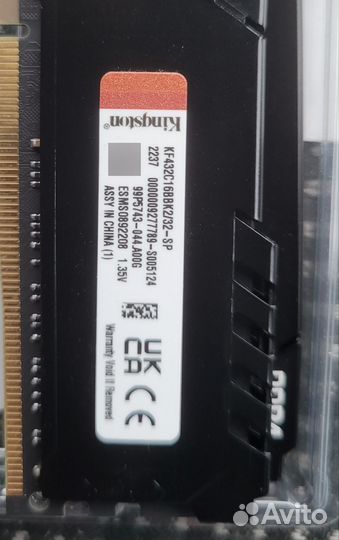 Kingston
KF432C16BBK2/32-SP
2237 0000009277789-S005124
99P5743-044.A00G
ESMS0892208 1.35V
ASSY IN CHINA (1)
UK
CA
CE
Warranty Void If Removed
DDR4
Avito